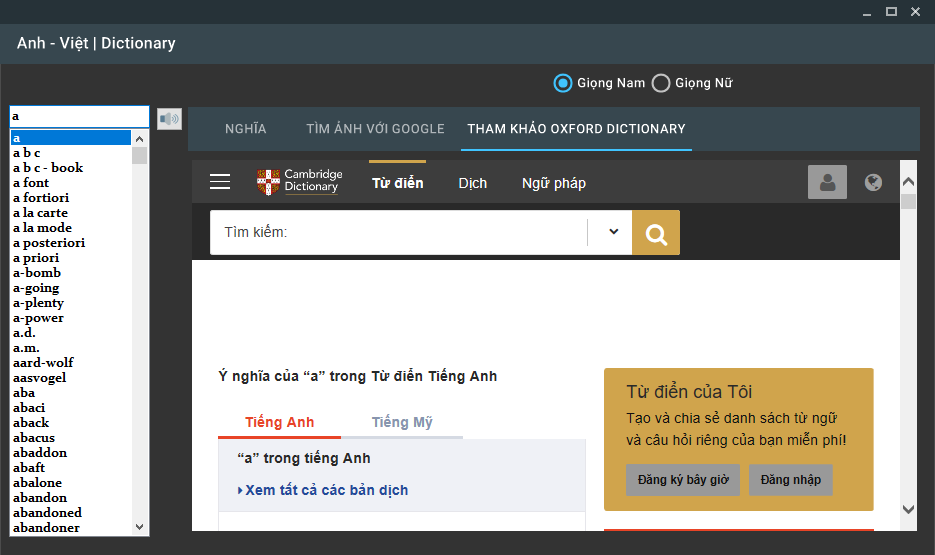 Anh - Việt | Dictionary
Giọng Nam
Giọng Nữ
a
a
a b c
a b c - book
a font
a fortiori
a la carte
a la mode
a posteriori
a priori
a-bomb
a-going
a-plenty
a-power
a.d.
a.m.
aard-wolf
aasvogel
aba
abaci
aback
abacus
abaddon
abaft
abalone
abandon
abandoned
abandoner
NGHĨA
TÌM ẢNH VỚI GOOGLE
THAM KHẢO OXFORD DICTIONARY
Cambridge
Dictionary
Từ điển
Dịch
Ngữ pháp
Tìm kiếm:
Ý nghĩa của “a” trong Từ điển Tiếng Anh
Tiếng Anh
Tiếng Mỹ
“a” trong tiếng Anh
Xem tất cả các bản dịch
Từ điển của Tôi
Tạo và chia sẻ danh sách từ ngữ
và câu hỏi riêng của bạn miễn phí!
Đăng ký bây giờ
Đăng nhập